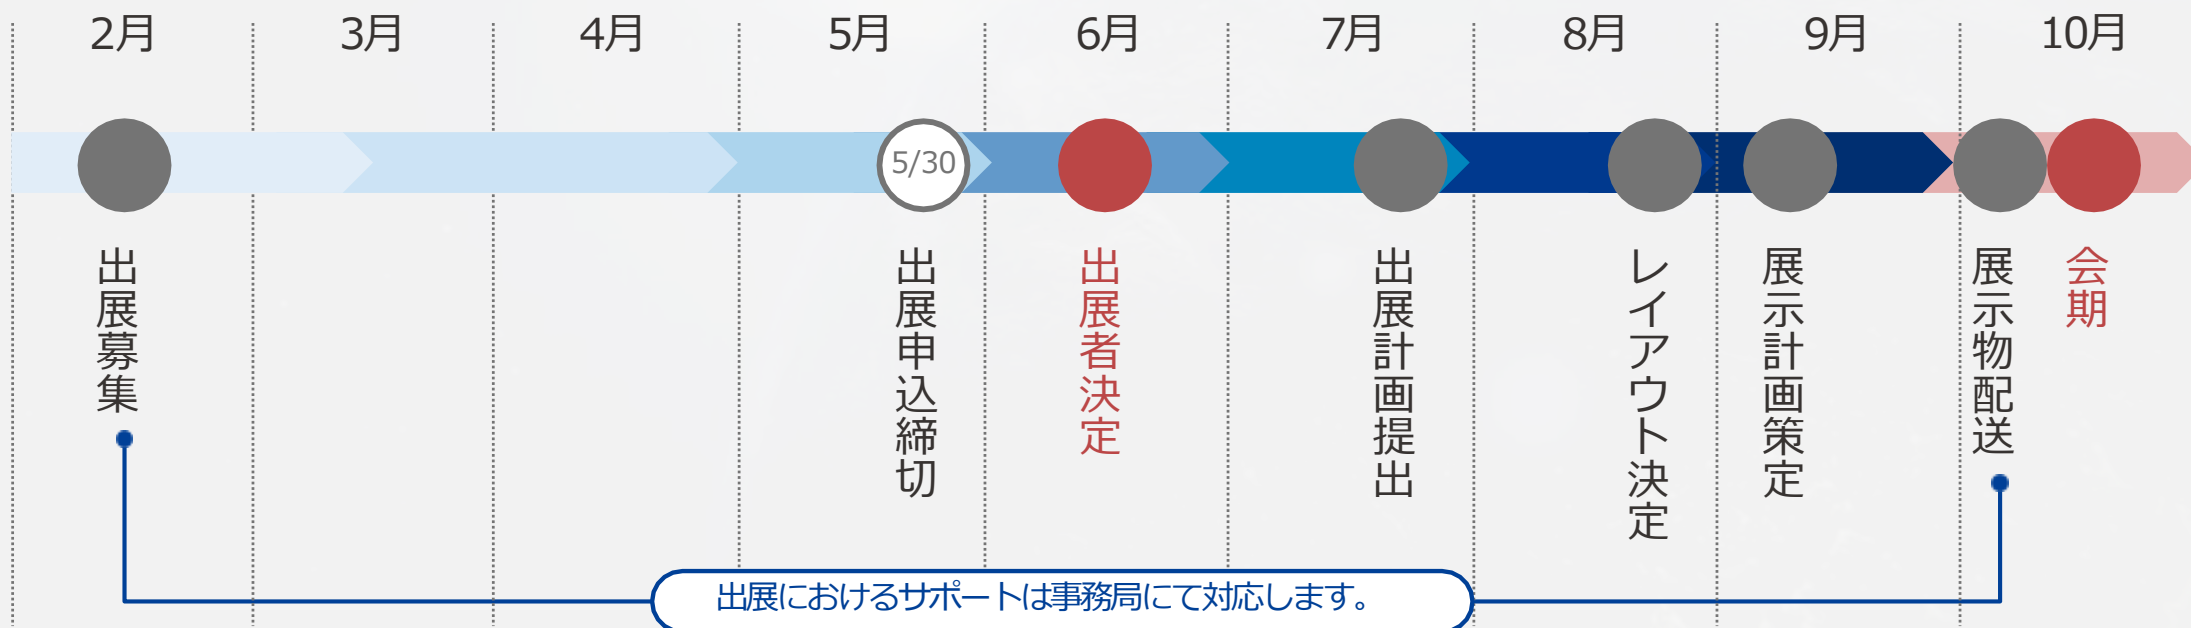 2月
3月
4月
5月
6月
7月
8月
9月
10月
5/30
出展募集
出展申込締切
出展者決定
出展計画提出
レイアウト決定
展示計画策定
展示物配送
会期
出展におけるサポートは事務局にて対応します。